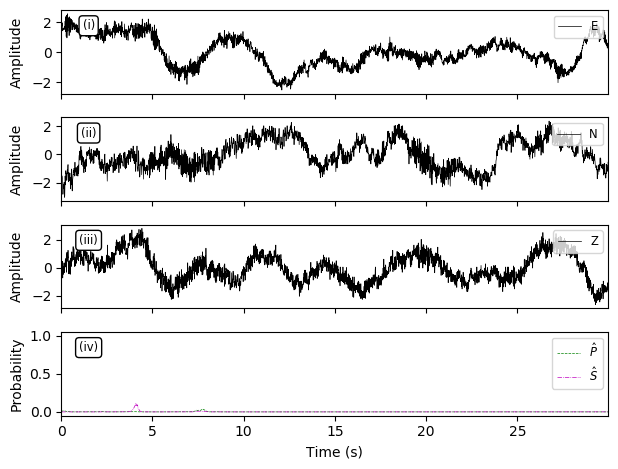 Amplitude
2
0
−2
(i)
E
Amplitude
2
0
−2
(ii)
N
Amplitude
2
0
−2
(iii)
Z
Probability
1.0
0.5
0.0
(iv)
P̂
Ŝ
0 5 10 15 20 25
Time (s)